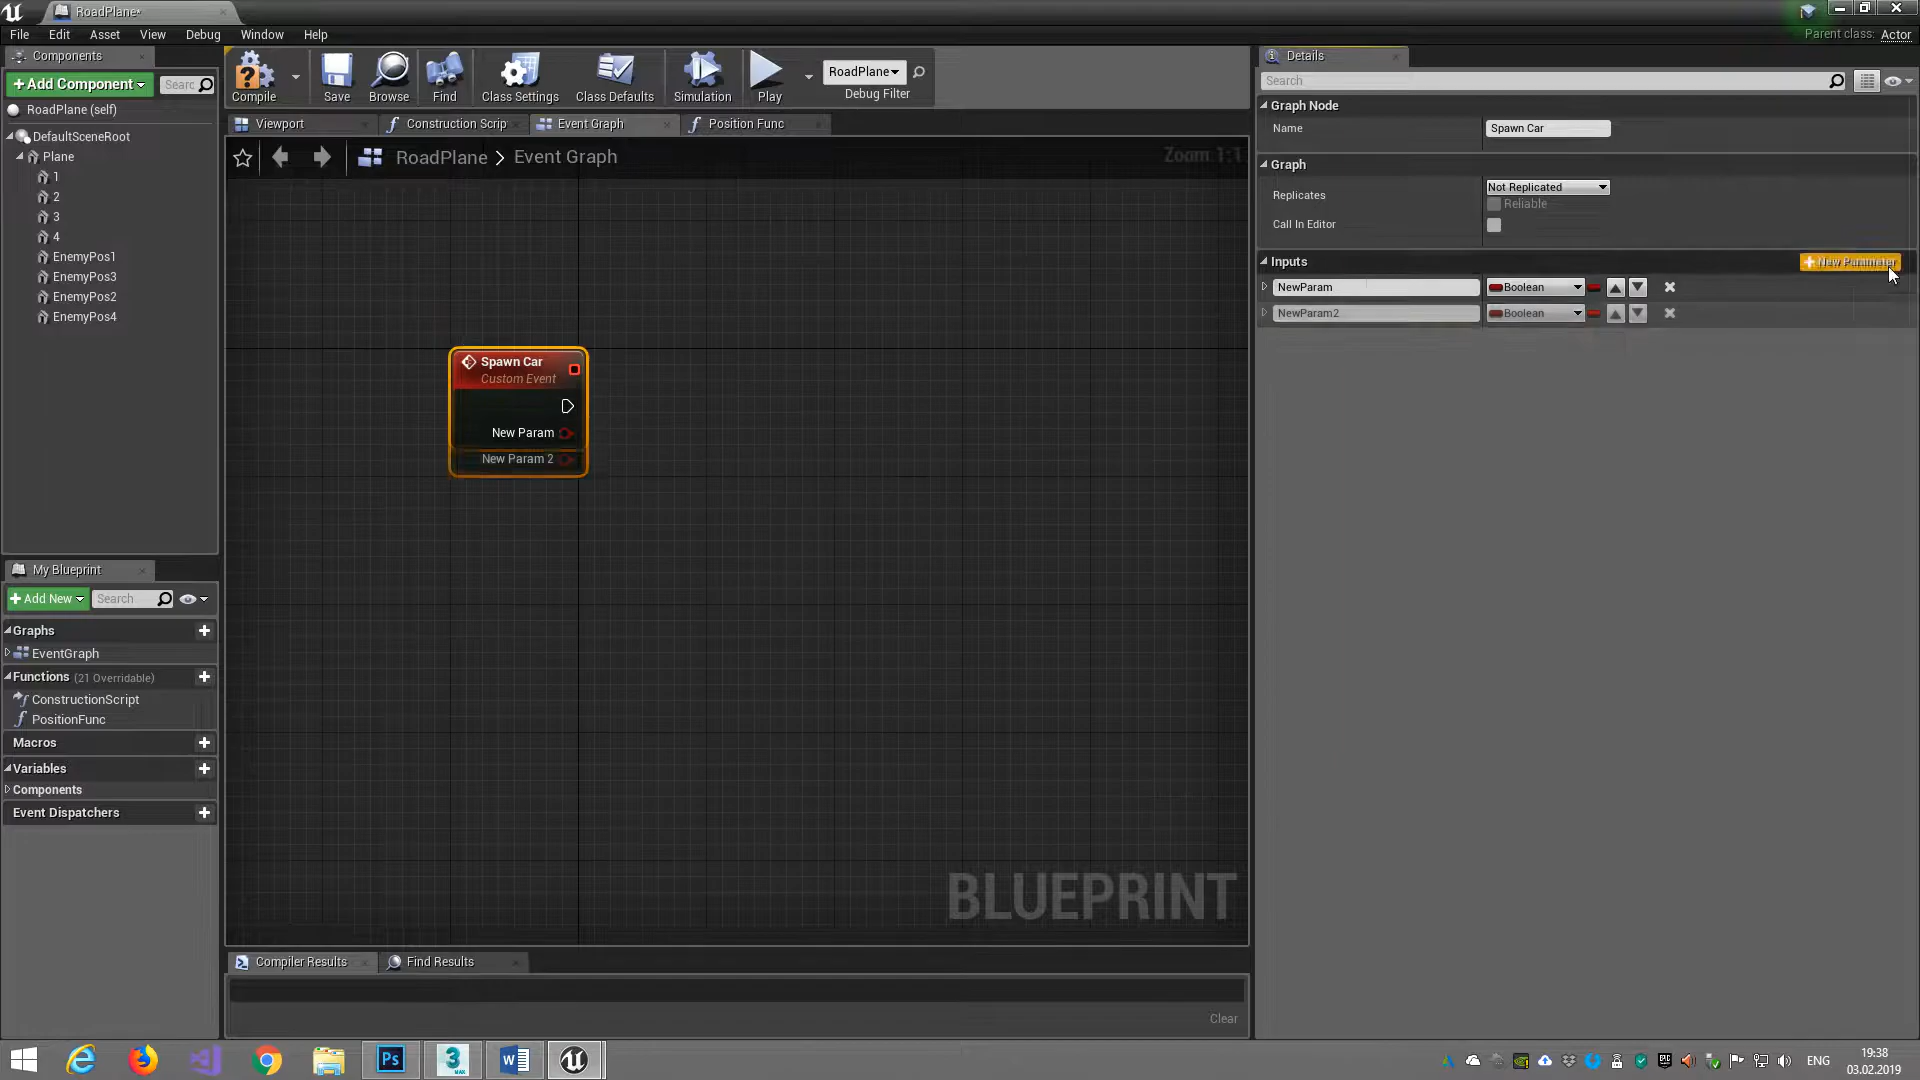 RoadPlane*
File Edit Asset View Debug Window Help
Parent class: Actor
Components
+Add Component
Searc
RoadPlane (self)
DefaultSceneRoot
Plane
1
2
3
4
EnemyPos1
EnemyPos3
EnemyPos2
EnemyPos4
Compile
Save
Browse
Find
Class Settings
Class Defaults
Simulation
Play
RoadPlane
Debug Filter
Viewport
Construction Scrip
Event Graph
Position Func
RoadPlane > Event Graph
Zoom 1:1
Spawn Car
Custom Event
New Param
New Param 2
BLUEPRINT
My Blueprint
+Add New
Search
Graphs
EventGraph
Functions (21 Overridable)
ConstructionScript
PositionFunc
Macros
Variables
Components
Event Dispatchers
Compiler Results
Find Results
Clear
Details
Search
Graph Node
Name
Spawn Car
Graph
Replicates
Not Replicated
Reliable
Call In Editor
Inputs
+ New Parameter
NewParam
Boolean
NewParam2
Boolean
Ps
3
MAX
ENG
19:38
03.02.2019